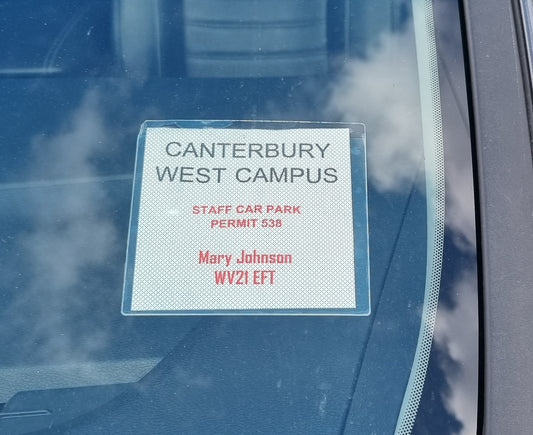 CANTERBURY
WEST CAMPUS
STAFF CAR PARK
PERMIT 538
Mary Johnson
WV21 EFT